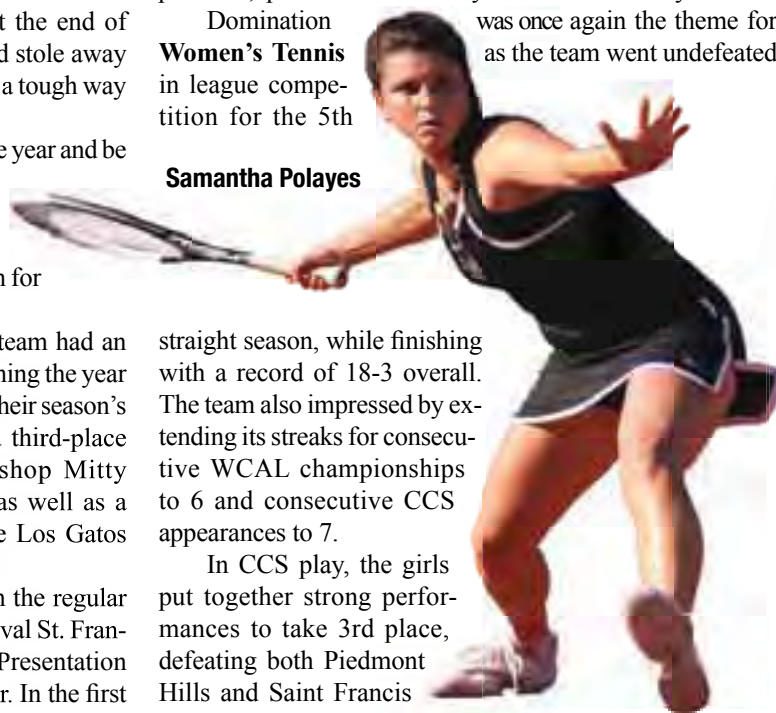 t the end of
d stole away
a tough way
e year and be
n for
team had an
ning the year
heir season's
third-place
shop Mitty
as well as a
e Los Gatos
n the regular
val St. Fran-
Presentation
r. In the first
Domination was once again the theme for
Women's Tennis as the team went undefeated
in league compe-
tition for the 5th
Samantha Polayes
straight season, while finishing
with a record of 18-3 overall.
The team also impressed by ex-
tending its streaks for consecu-
tive WCAL championships
to 6 and consecutive CCS
appearances to 7.
In CCS play, the girls
put together strong perfor-
mances to take 3rd place,
defeating both Piedmont
Hills and Saint Francis